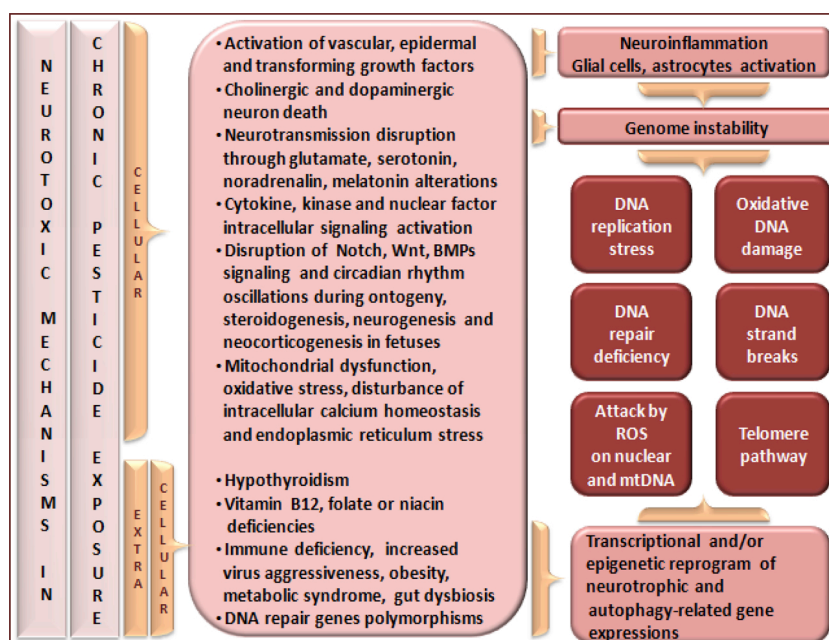 NEUROTOXIC MECHANISMS IN
CHRONIC PESTICIDE EXPOSURE
CELLULAR
EXTRA
CELLULAR
• Activation of vascular, epidermal
and transforming growth factors
• Cholinergic and dopaminergic
neuron death
• Neurotransmission disruption
through glutamate, serotonin,
noradrenalin, melatonin alterations
• Cytokine, kinase and nuclear factor
intracellular signaling activation
• Disruption of Notch, Wnt, BMPs
signaling and circadian rhythm
oscillations during ontogeny,
steroidogenesis, neurogenesis and
neocorticogenesis in fetuses
• Mitochondrial dysfunction,
oxidative stress, disturbance of
intracellular calcium homeostasis
and endoplasmic reticulum stress
• Hypothyroidism
• Vitamin B12, folate or niacin
deficiencies
• Immune deficiency, increased
virus aggressiveness, obesity,
metabolic syndrome, gut dysbiosis
• DNA repair genes polymorphisms
Neuroinflammation
Glial cells, astrocytes activation
Genome instability
DNA
replication
stress
Oxidative
DNA
damage
DNA
repair
deficiency
DNA
strand
breaks
Attack by
ROS
on nuclear
and mtDNA
Telomere
pathway
Transcriptional and/or
epigenetic reprogram of
neurotrophic and
autophagy-related gene
expressions